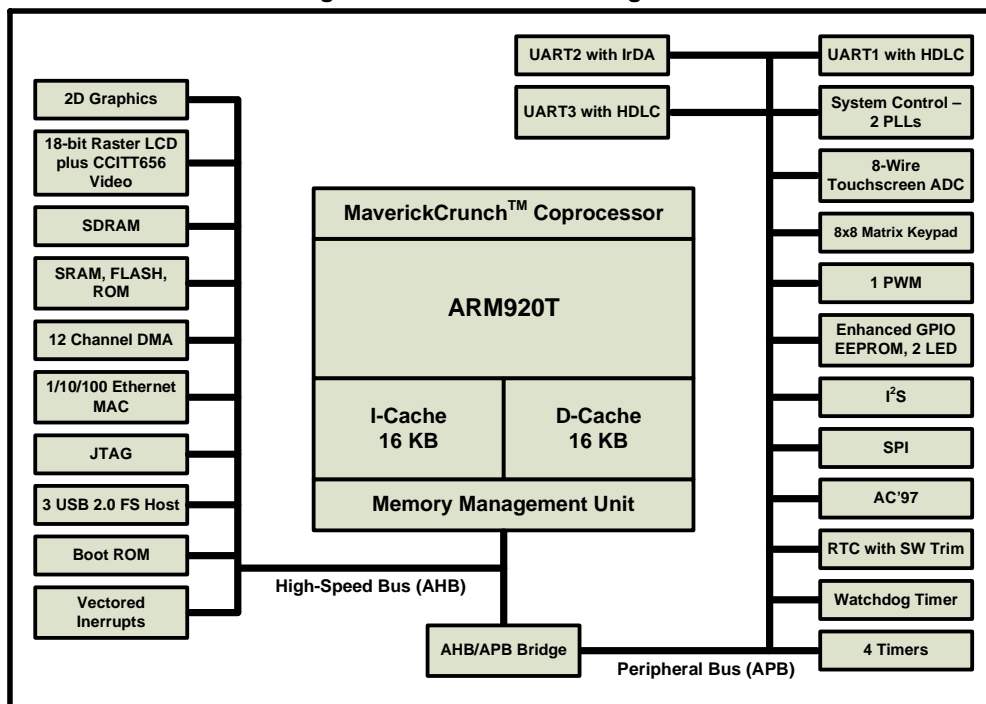 2D Graphics
18-bit Raster LCD
plus CCITT656
Video
SDRAM
SRAM, FLASH,
ROM
12 Channel DMA
1/10/100 Ethernet
MAC
JTAG
3 USB 2.0 FS Host
Boot ROM
Vectored
Inerrupts
High-Speed Bus (AHB)
MaverickCrunch™ Coprocessor
ARM920T
I-Cache
16 KB
D-Cache
16 KB
Memory Management Unit
AHB/APB Bridge
Peripheral Bus (APB)
UART2 with IrDA
UART3 with HDLC
UART1 with HDLC
System Control –
2 PLLs
8-Wire
Touchscreen ADC
8x8 Matrix Keypad
1 PWM
Enhanced GPIO
EEPROM, 2 LED
I²S
SPI
AC’97
RTC with SW Trim
Watchdog Timer
4 Timers